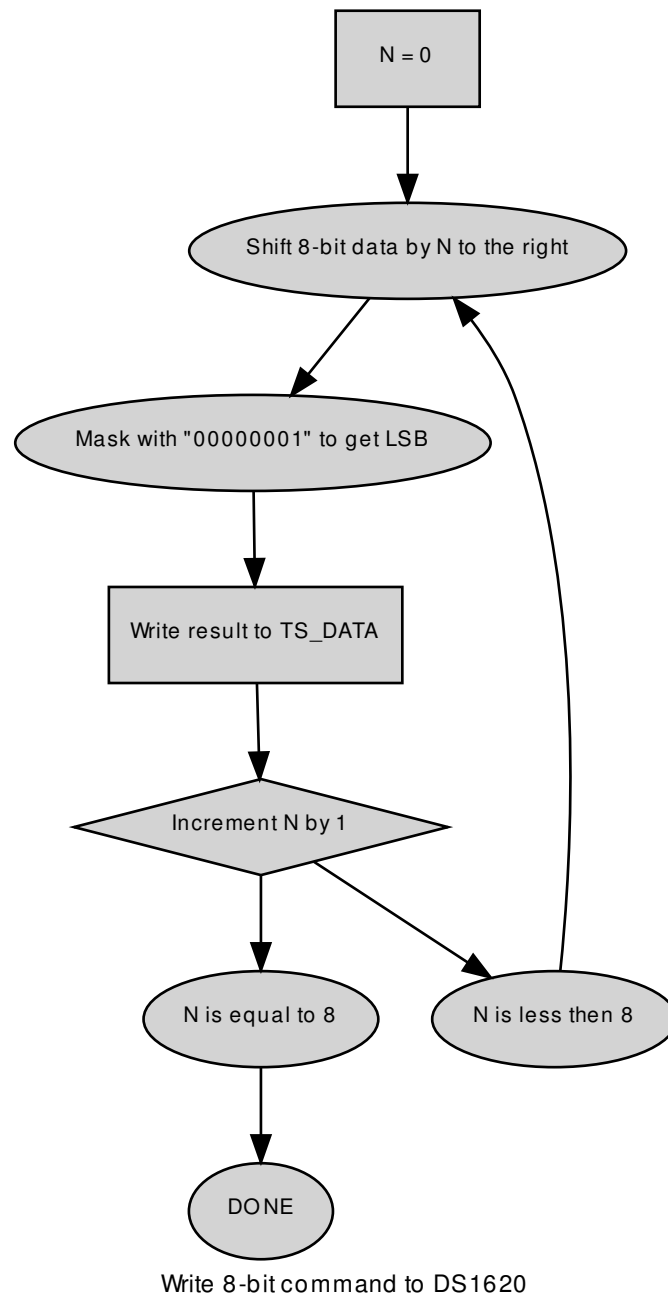 N = 0
Shift 8-bit data by N to the right
Mask with "00000001" to get LSB
Write result to TS_DATA
Increment N by 1
N is equal to 8
N is less then 8
DONE
Write 8-bit command to DS1620